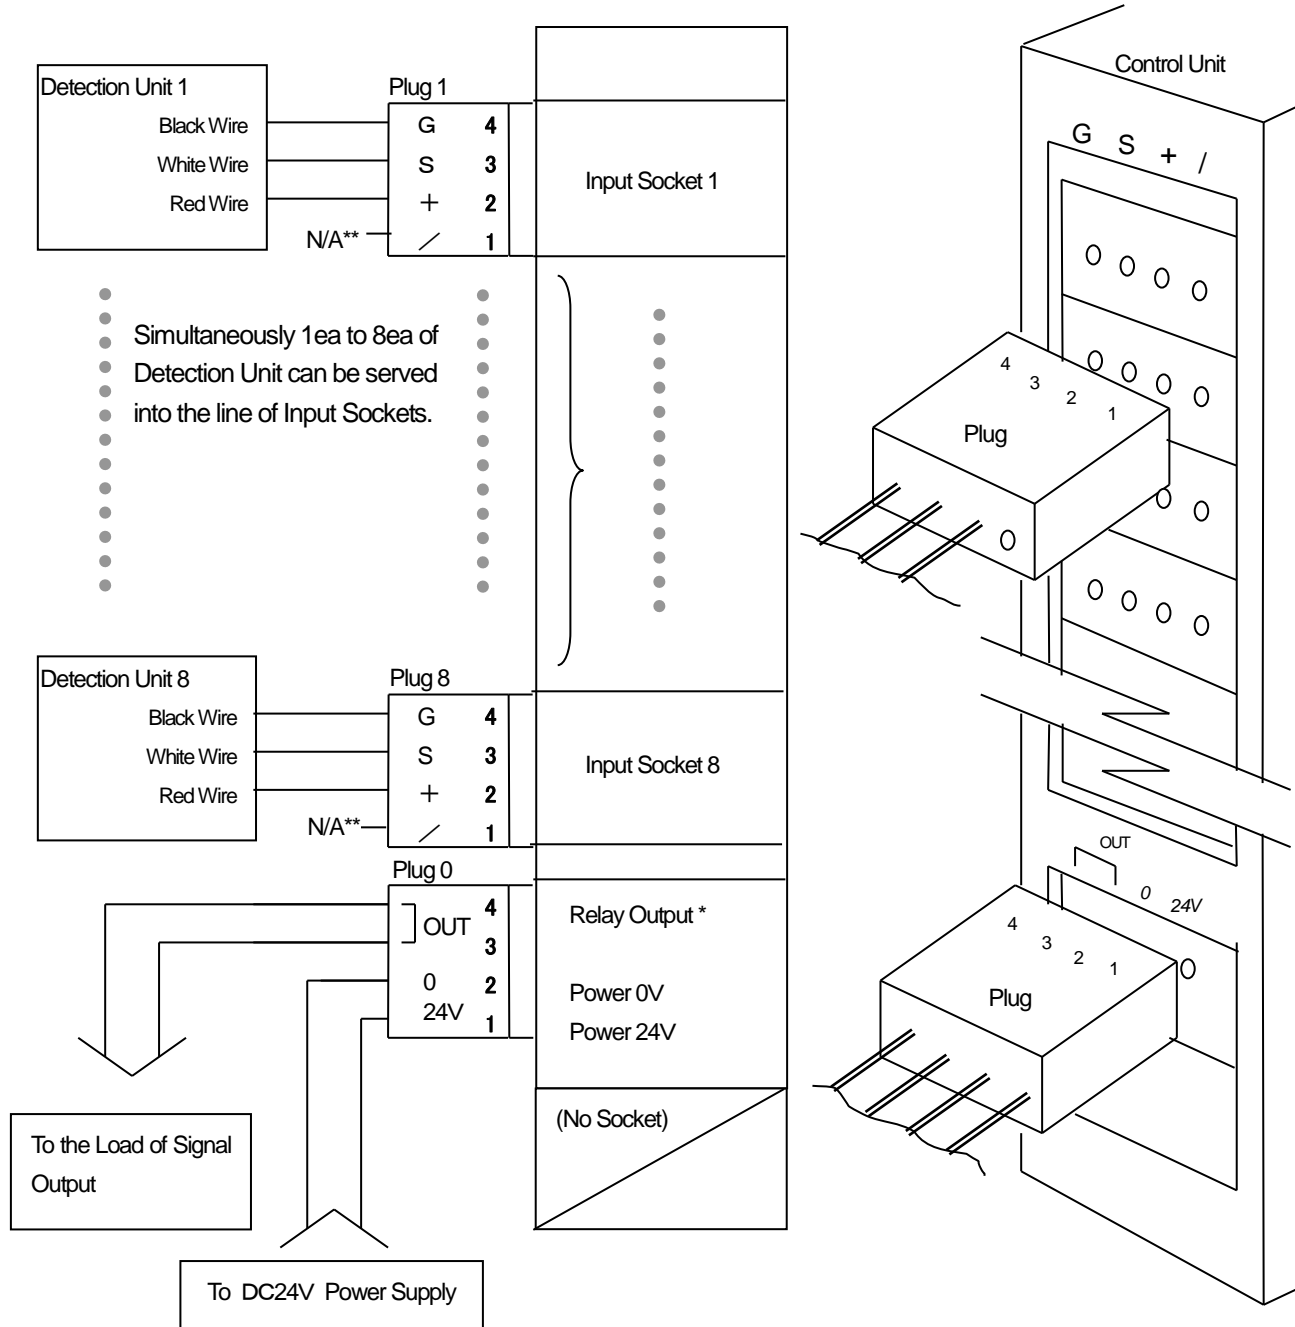 Detection Unit 1
Black Wire
White Wire
Red Wire
N/A**
Plug 1
G 4
S 3
+ 2
/ 1
Input Socket 1
Simultaneously 1ea to 8ea of
Detection Unit can be served
into the line of Input Sockets.
Detection Unit 8
Black Wire
White Wire
Red Wire
N/A**
Plug 8
G 4
S 3
+ 2
/ 1
Input Socket 8
Plug 0
OUT 4
3
0 2
24V 1
Relay Output *
Power 0V
Power 24V
(No Socket)
To the Load of Signal
Output
To DC24V Power Supply
Control Unit
G S + /
4 3 2 1
Plug
OUT
0 24V
4 3 2 1
Plug